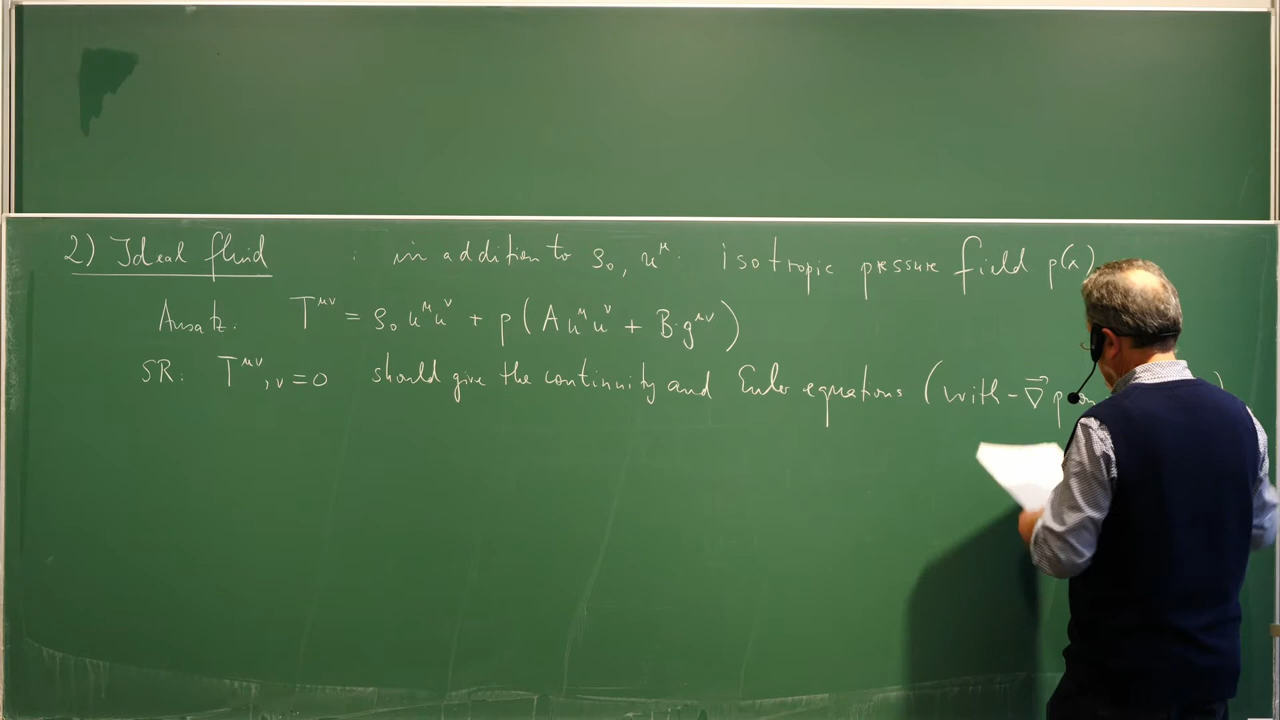 2) Ideal fluid : in addition to ρ₀, u^μ: isotropic pressure field p(x)
Ansatz: T^{μν} = ρ₀ u^μ u^ν + p(A u^μ u^ν + B·g^{μν})
SR: T^{μν}{}_{,ν} = 0 should give the continuity and Euler equations (with -∇⃗p )